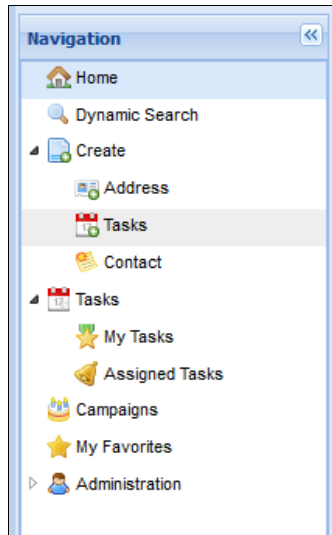 Navigation
Home
Dynamic Search
Create
Address
Tasks
Contact
Tasks
My Tasks
Assigned Tasks
Campaigns
My Favorites
Administration